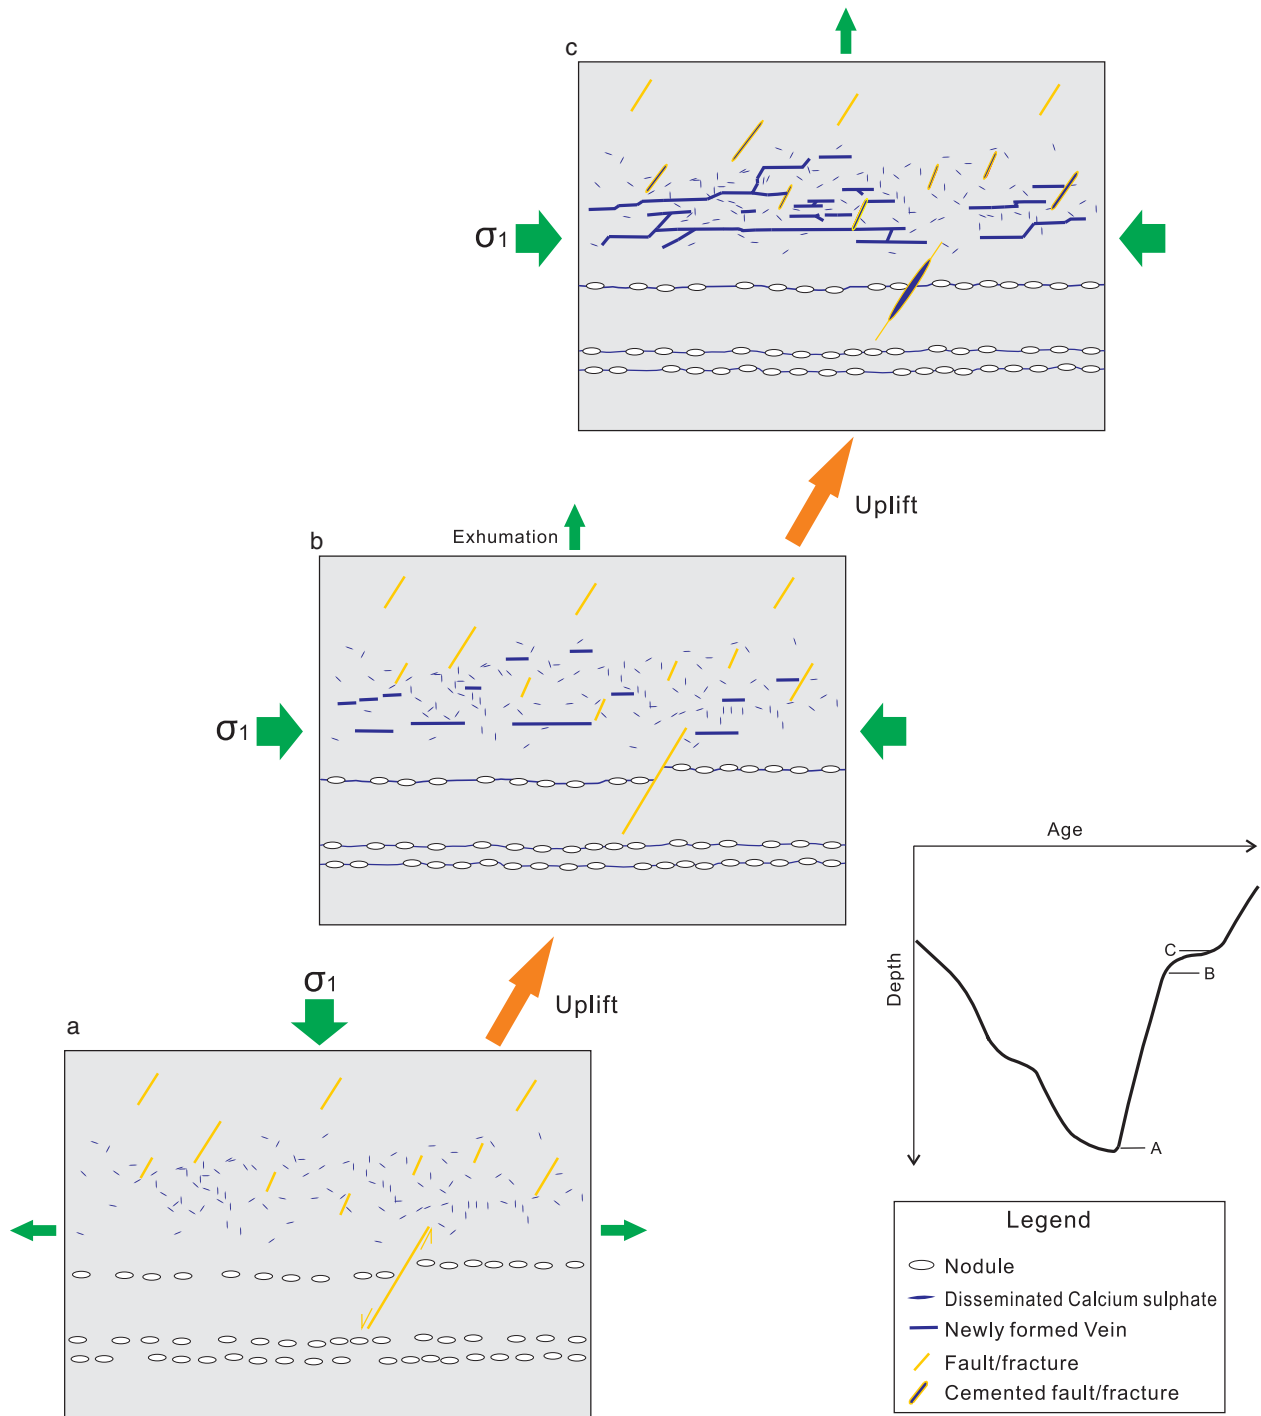 c
σ1
Uplift
b
Exhumation
σ1
Age
Depth
C
B
A
σ1
Uplift
a
Legend
Nodule
Disseminated Calcium sulphate
Newly formed Vein
Fault/fracture
Cemented fault/fracture